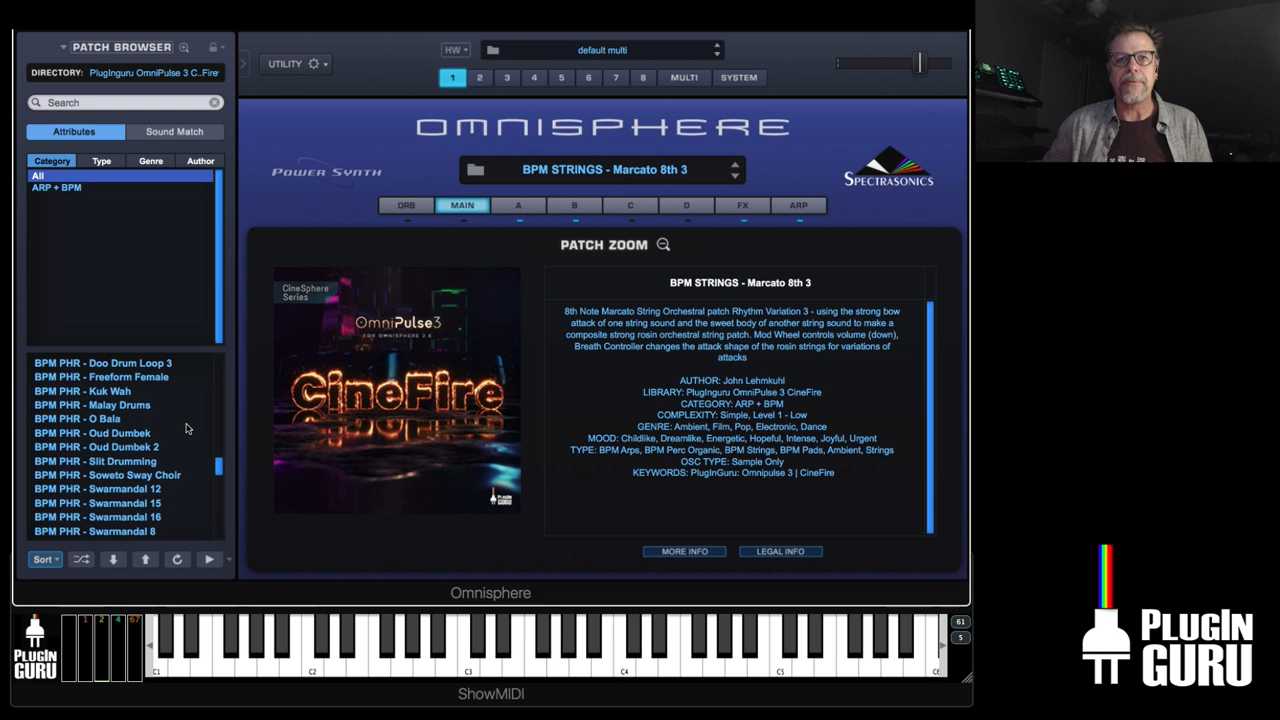 PATCH BROWSER
DIRECTORY: PlugInguru OmniPulse 3 C..Fire
Search
Attributes
Sound Match
Category
Type
Genre
Author
All
ARP + BPM
BPM PHR - Doo Drum Loop 3
BPM PHR - Freeform Female
BPM PHR - Kuk Wah
BPM PHR - Malay Drums
BPM PHR - O Bala
BPM PHR - Oud Dumbek
BPM PHR - Oud Dumbek 2
BPM PHR - Slit Drumming
BPM PHR - Soweto Sway Choir
BPM PHR - Swarmandal 12
BPM PHR - Swarmandal 15
BPM PHR - Swarmandal 16
BPM PHR - Swarmandal 8
Sort
UTILITY
HW
default multi
1 2 3 4 5 6 7 8 MULTI SYSTEM
OMNISPHERE
POWER SYNTH
BPM STRINGS - Marcato 8th 3
SPECTRASONICS
ORB MAIN A B C D FX ARP
PATCH ZOOM
CineSphere
Series
OmniPulse3
FOR OMNISPHERE 2.8
CineFire
PLUGIN
GURU
BPM STRINGS - Marcato 8th 3
8th Note Marcato String Orchestral patch Rhythm Variation 3 - using the strong bow
attack of one string sound and the sweet body of another string sound to make a
composite strong rosin orchestral string patch. Mod Wheel controls volume (down),
Breath Controller changes the attack shape of the rosin strings for variations of
attacks
AUTHOR: John Lehmkuhl
LIBRARY: PlugInguru OmniPulse 3 CineFire
CATEGORY: ARP + BPM
COMPLEXITY: Simple, Level 1 - Low
GENRE: Ambient, Film, Pop, Electronic, Dance
MOOD: Childlike, Dreamlike, Energetic, Hopeful, Intense, Joyful, Urgent
TYPE: BPM Arps, BPM Perc Organic, BPM Strings, BPM Pads, Ambient, Strings
OSC TYPE: Sample Only
KEYWORDS: PlugInGuru: Omnipulse 3 | CineFire
MORE INFO
LEGAL INFO
Omnisphere
PLUGIN
GURU
1 2 4 67
C1 C2 C3 C4 C5 C6
61
S
ShowMIDI
PLUGIN
GURU